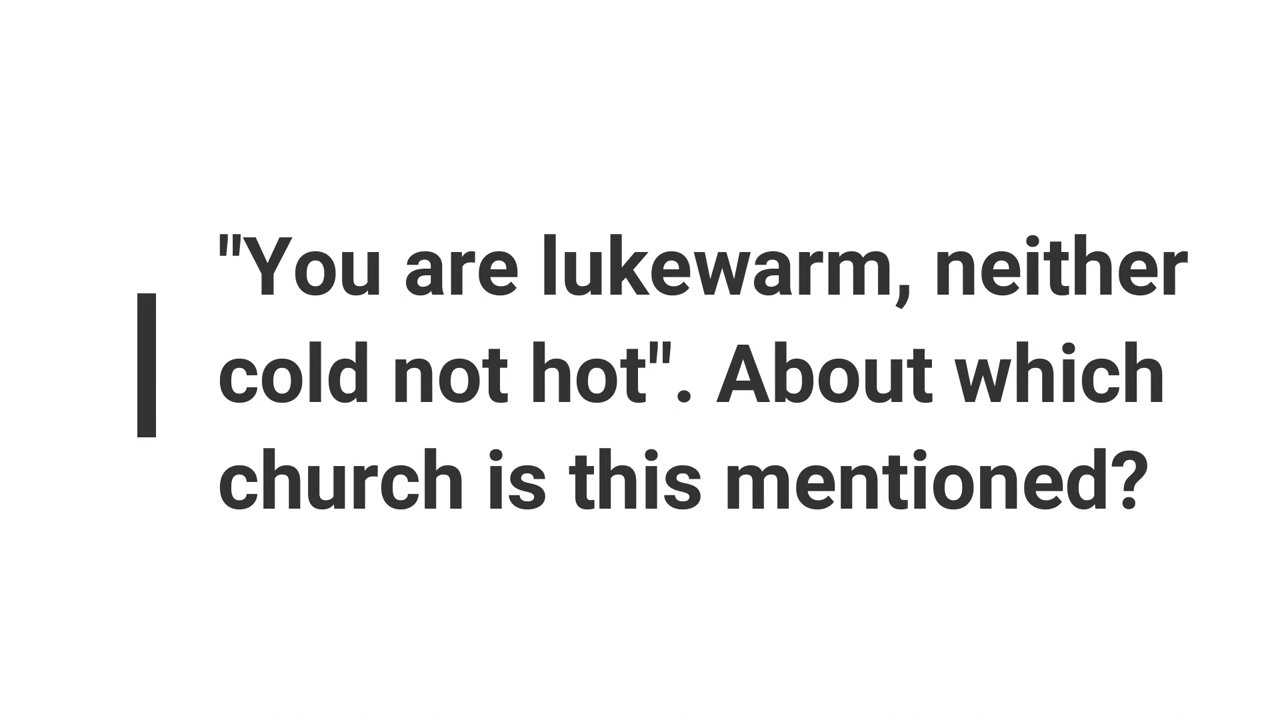 "You are lukewarm, neither
cold not hot". About which
church is this mentioned?